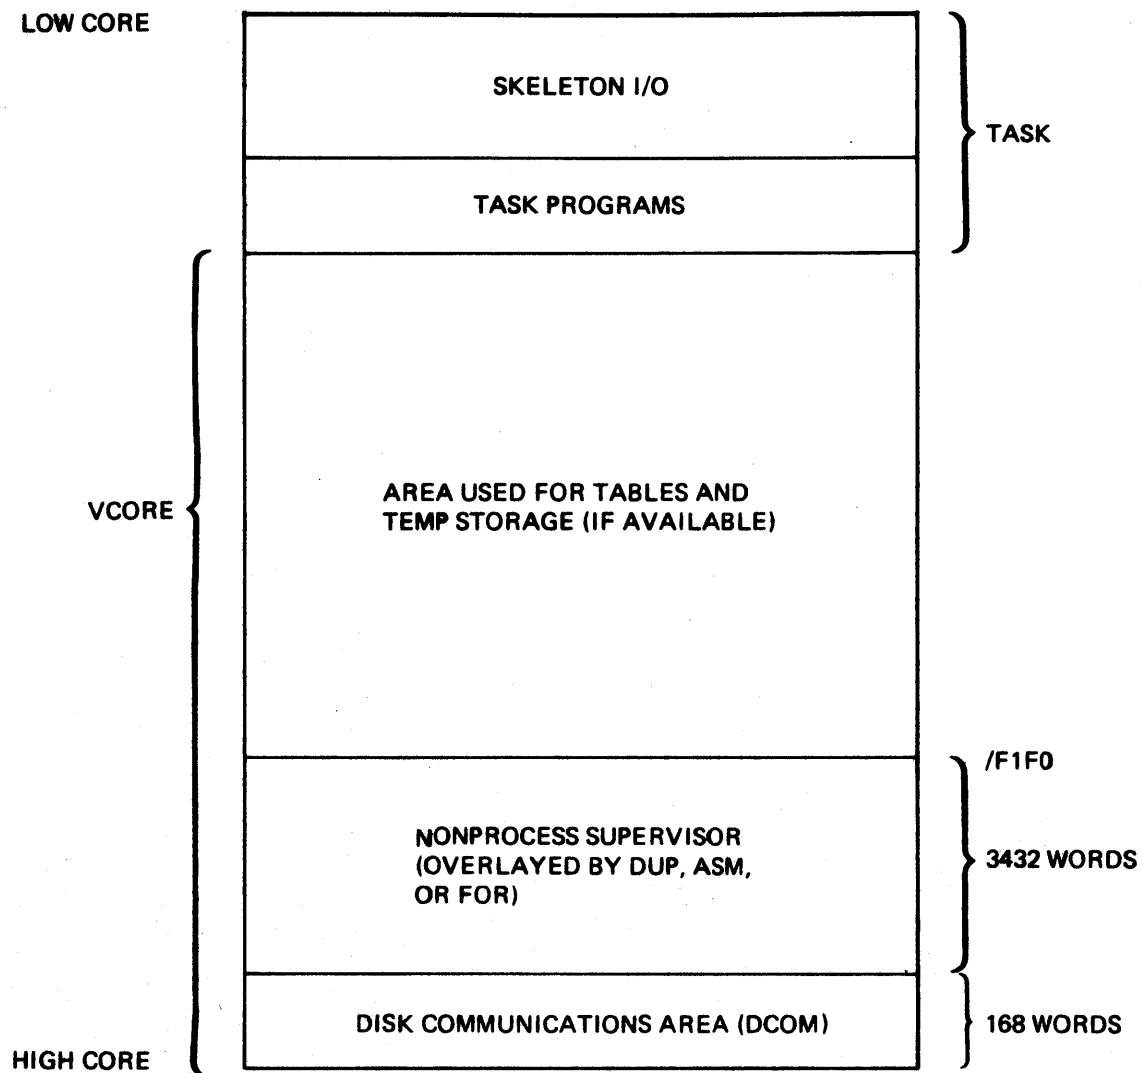 LOW CORE
SKELETON I/O
TASK
TASK PROGRAMS
VCORE
AREA USED FOR TABLES AND
TEMP STORAGE (IF AVAILABLE)
/F1F0
NONPROCESS SUPERVISOR
(OVERLAYED BY DUP, ASM,
OR FOR)
3432 WORDS
DISK COMMUNICATIONS AREA (DCOM)
168 WORDS
HIGH CORE